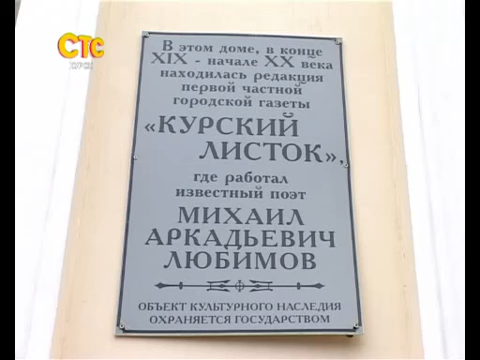 СТС
КУРСК
В этом доме, в конце
XIX - начале XX века
находилась редакция
первой частной
городской газеты
«КУРСКИЙ
ЛИСТОК»,
где работал
известный поэт
МИХАИЛ
АРКАДЬЕВИЧ
ЛЮБИМОВ
ОБЪЕКТ КУЛЬТУРНОГО НАСЛЕДИЯ
ОХРАНЯЕТСЯ ГОСУДАРСТВОМ